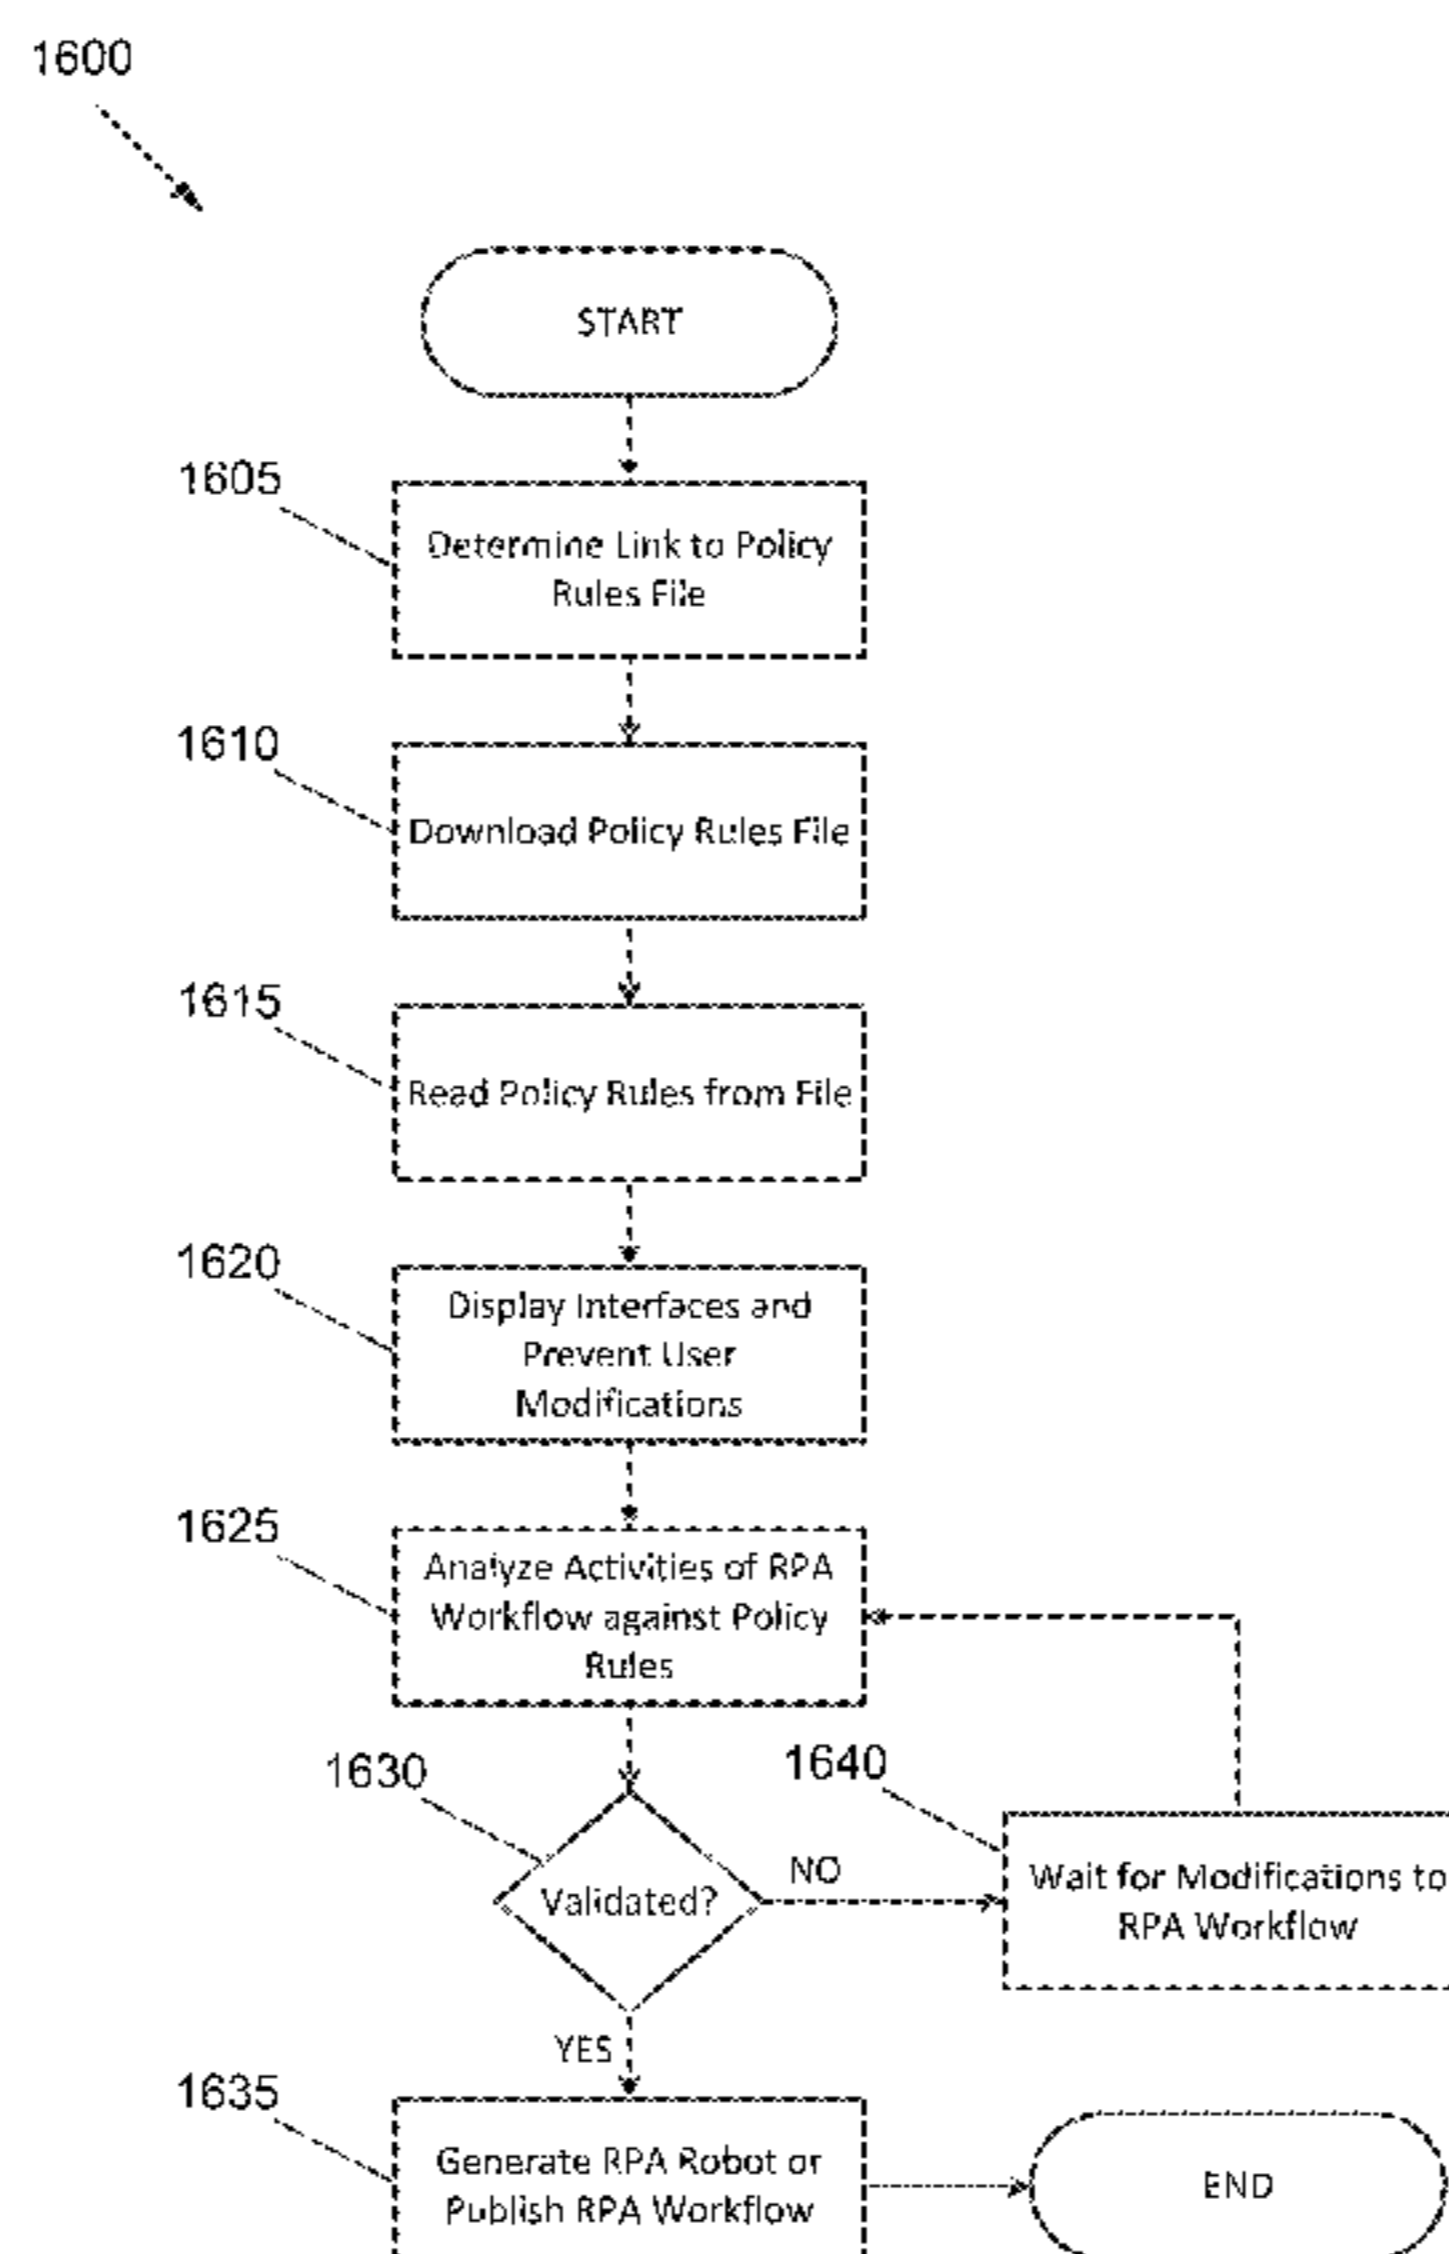 1600
START
1605
Determine Link to Policy
Rules File
1610
Download Policy Rules File
1615
Read Policy Rules from File
1620
Display Interfaces and
Prevent User
Modifications
1625
Analyze Activities of RPA
Workflow against Policy
Rules
1630
Validated?
NO
1640
Wait for Modifications to
RPA Workflow
YES
1635
Generate RPA Robot or
Publish RPA Workflow
END